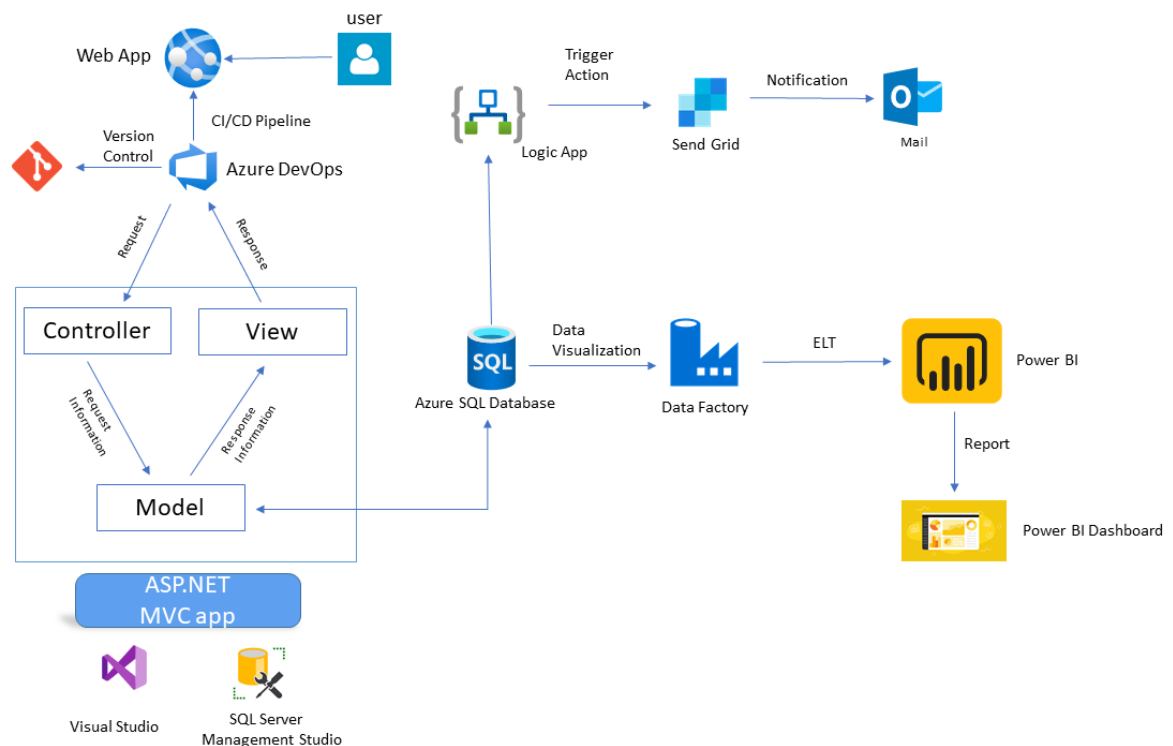 user
Web App
Trigger
Action
Notification
CI/CD Pipeline
Version
Control
Logic App
Send Grid
Mail
Azure DevOps
Request
Response
Controller
View
Data
Visualization
ELT
Power BI
SQL
Azure SQL Database
Data Factory
Request
Information
Response
Information
Report
Model
Power BI Dashboard
ASP.NET
MVC app
Visual Studio
SQL Server
Management Studio